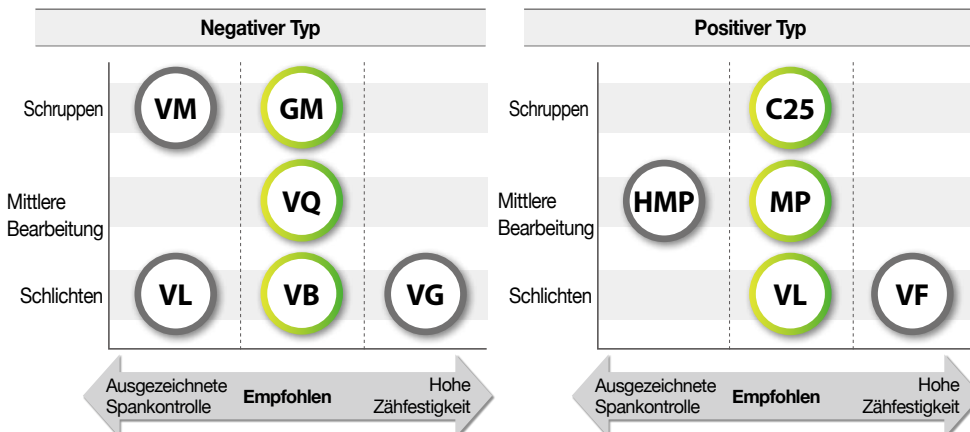 Negativer Typ
Schruppen
VM
GM
Mittlere
Bearbeitung
VQ
Schlichten
VL
VB
VG
Ausgezeichnete
Spankontrolle
Empfohlen
Hohe
Zähfestigkeit
Positiver Typ
Schruppen
C25
Mittlere
Bearbeitung
HMP
MP
Schlichten
VL
VF
Ausgezeichnete
Spankontrolle
Empfohlen
Hohe
Zähfestigkeit